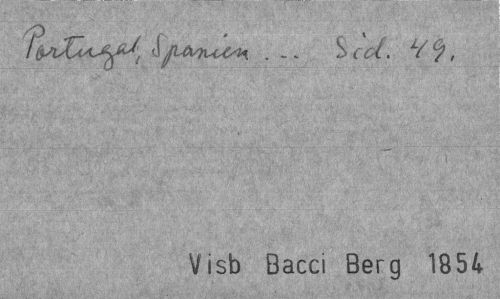 Portugal, Spanien ... Sid. 49.
Visb Bacci Berg 1854